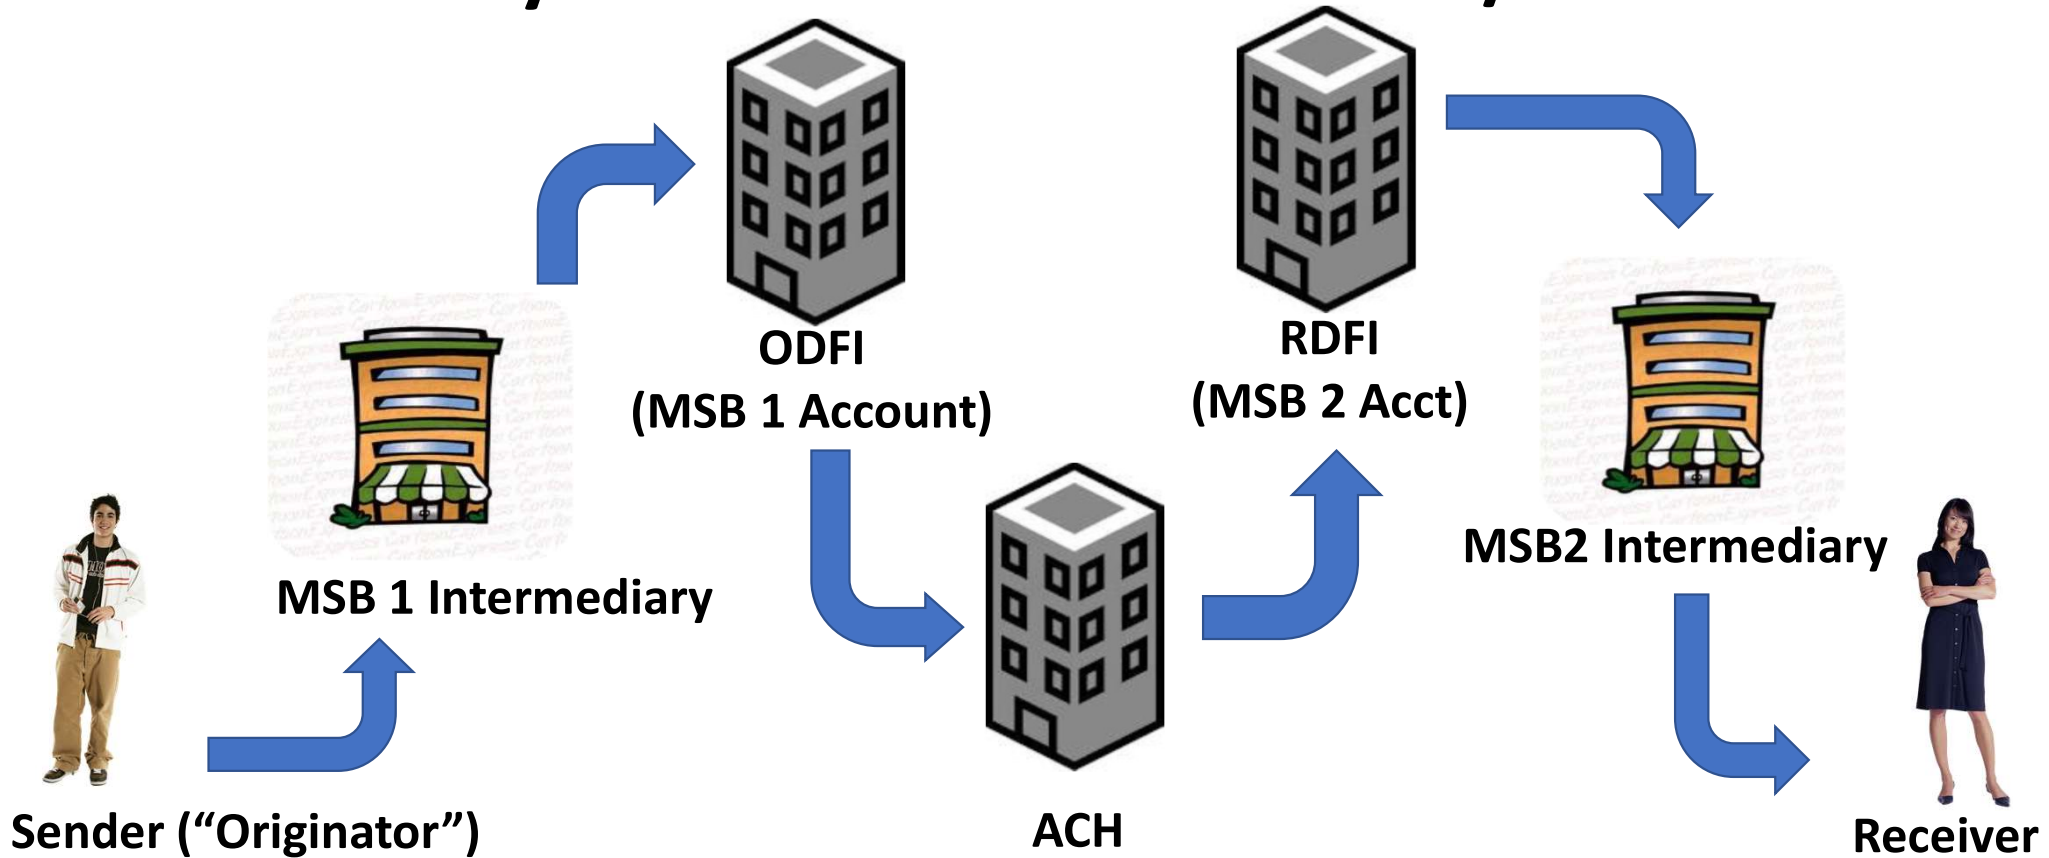 ODFI
(MSB 1 Account)
RDFI
(MSB 2 Acct)
MSB 1 Intermediary
MSB2 Intermediary
Sender (“Originator”)
ACH
Receiver